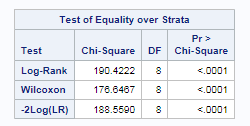 Test of Equality over Strata
Test Chi-Square DF Pr > Chi-Square
Log-Rank 190.4222 8 <.0001
Wilcoxon 176.6467 8 <.0001
-2Log(LR) 188.5590 8 <.0001